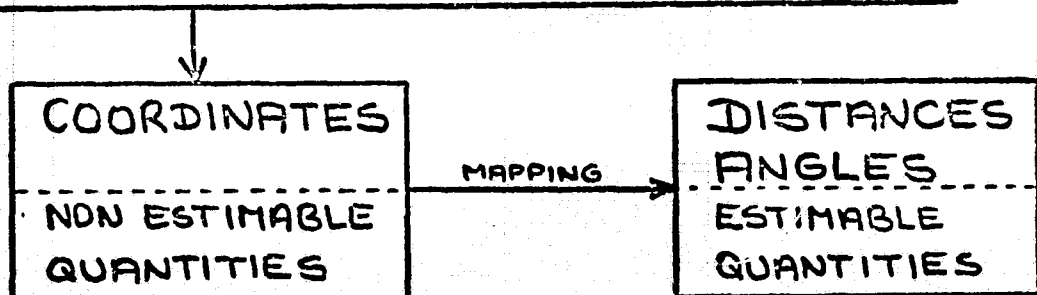 COORDINATES
NON ESTIMABLE
QUANTITIES
MAPPING
DISTANCES
ANGLES
ESTIMABLE
QUANTITIES